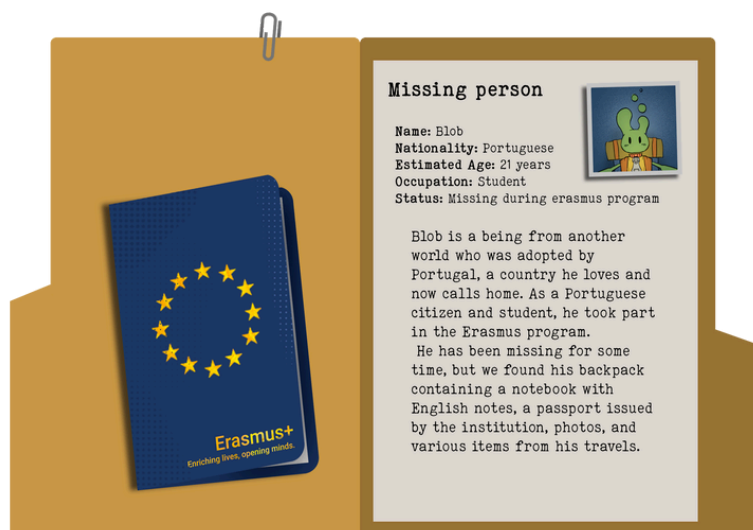 Missing person
Name: Blob
Nationality: Portuguese
Estimated Age: 21 years
Occupation: Student
Status: Missing during erasmus program
Blob is a being from another
world who was adopted by
Portugal, a country he loves and
now calls home. As a Portuguese
citizen and student, he took part
in the Erasmus program.
He has been missing for some
time, but we found his backpack
containing a notebook with
English notes, a passport issued
by the institution, photos, and
various items from his travels.
Erasmus+
Enriching lives, opening minds.